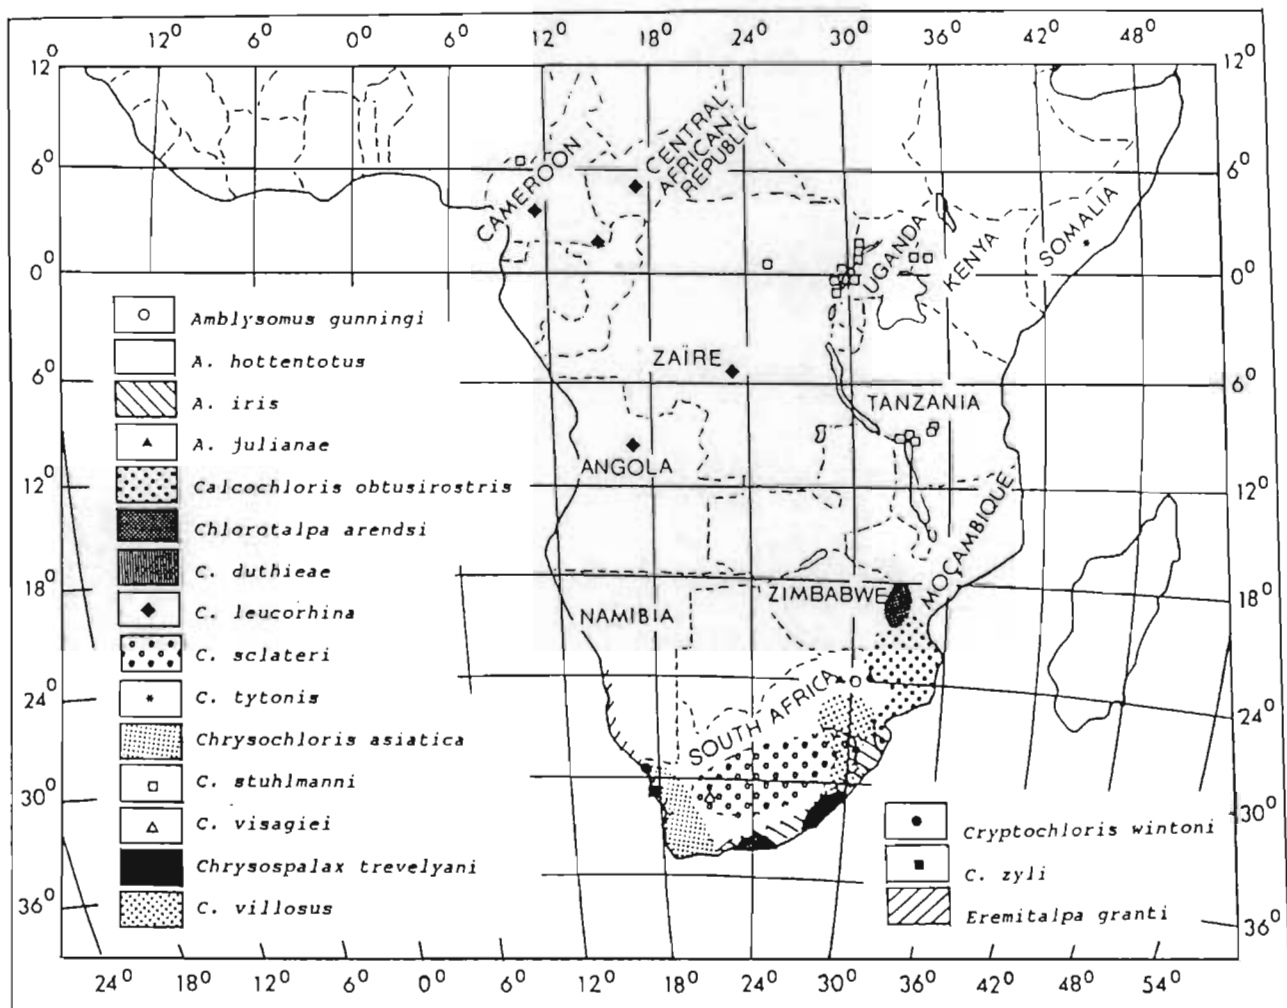 12⁰ 6⁰ 0⁰ 6⁰ 12⁰ 18⁰ 24⁰ 30⁰ 36⁰ 42⁰ 48⁰
0⁰
12⁰ 12⁰
6⁰ 6⁰
0⁰ 0⁰
6⁰ 6⁰
12⁰ 12⁰
18⁰ 18⁰
24⁰ 24⁰
30⁰ 30⁰
36⁰ 36⁰
CAMEROON
CENTRAL
AFRICAN
REPUBLIC
UGANDA
KENYA
SOMALIA
ZAÏRE
TANZANIA
ANGOLA
MOÇAMBIQUE
ZIMBABWE
NAMIBIA
SOUTH AFRICA
Amblysomus gunningi
A. hottentotus
A. iris
A. julianae
Calcochloris obtusirostris
Chlorotalpa arendsi
C. duthieae
C. leucorhina
C. sclateri
C. tytonis
Chrysochloris asiatica
C. stuhlmanni
C. visagiei
Chrysospalax trevelyani
C. villosus
Cryptochloris wintoni
C. zyli
Eremitalpa granti
24⁰ 18⁰ 12⁰ 6⁰ 0⁰ 6⁰ 12⁰ 18⁰ 24⁰ 30⁰ 36⁰ 42⁰ 48⁰ 54⁰